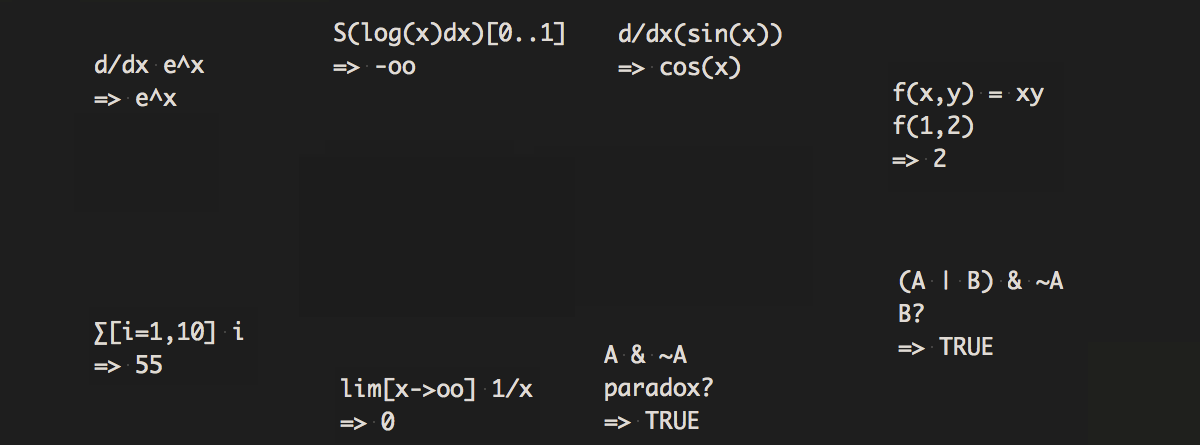 d/dx e^x
=> e^x
S(log(x)dx)[0..1]
=> -oo
d/dx(sin(x))
=> cos(x)
f(x,y) = xy
f(1,2)
=> 2
∑[i=1,10] i
=> 55
lim[x->oo] 1/x
=> 0
A & ~A
paradox?
=> TRUE
(A | B) & ~A
B?
=> TRUE